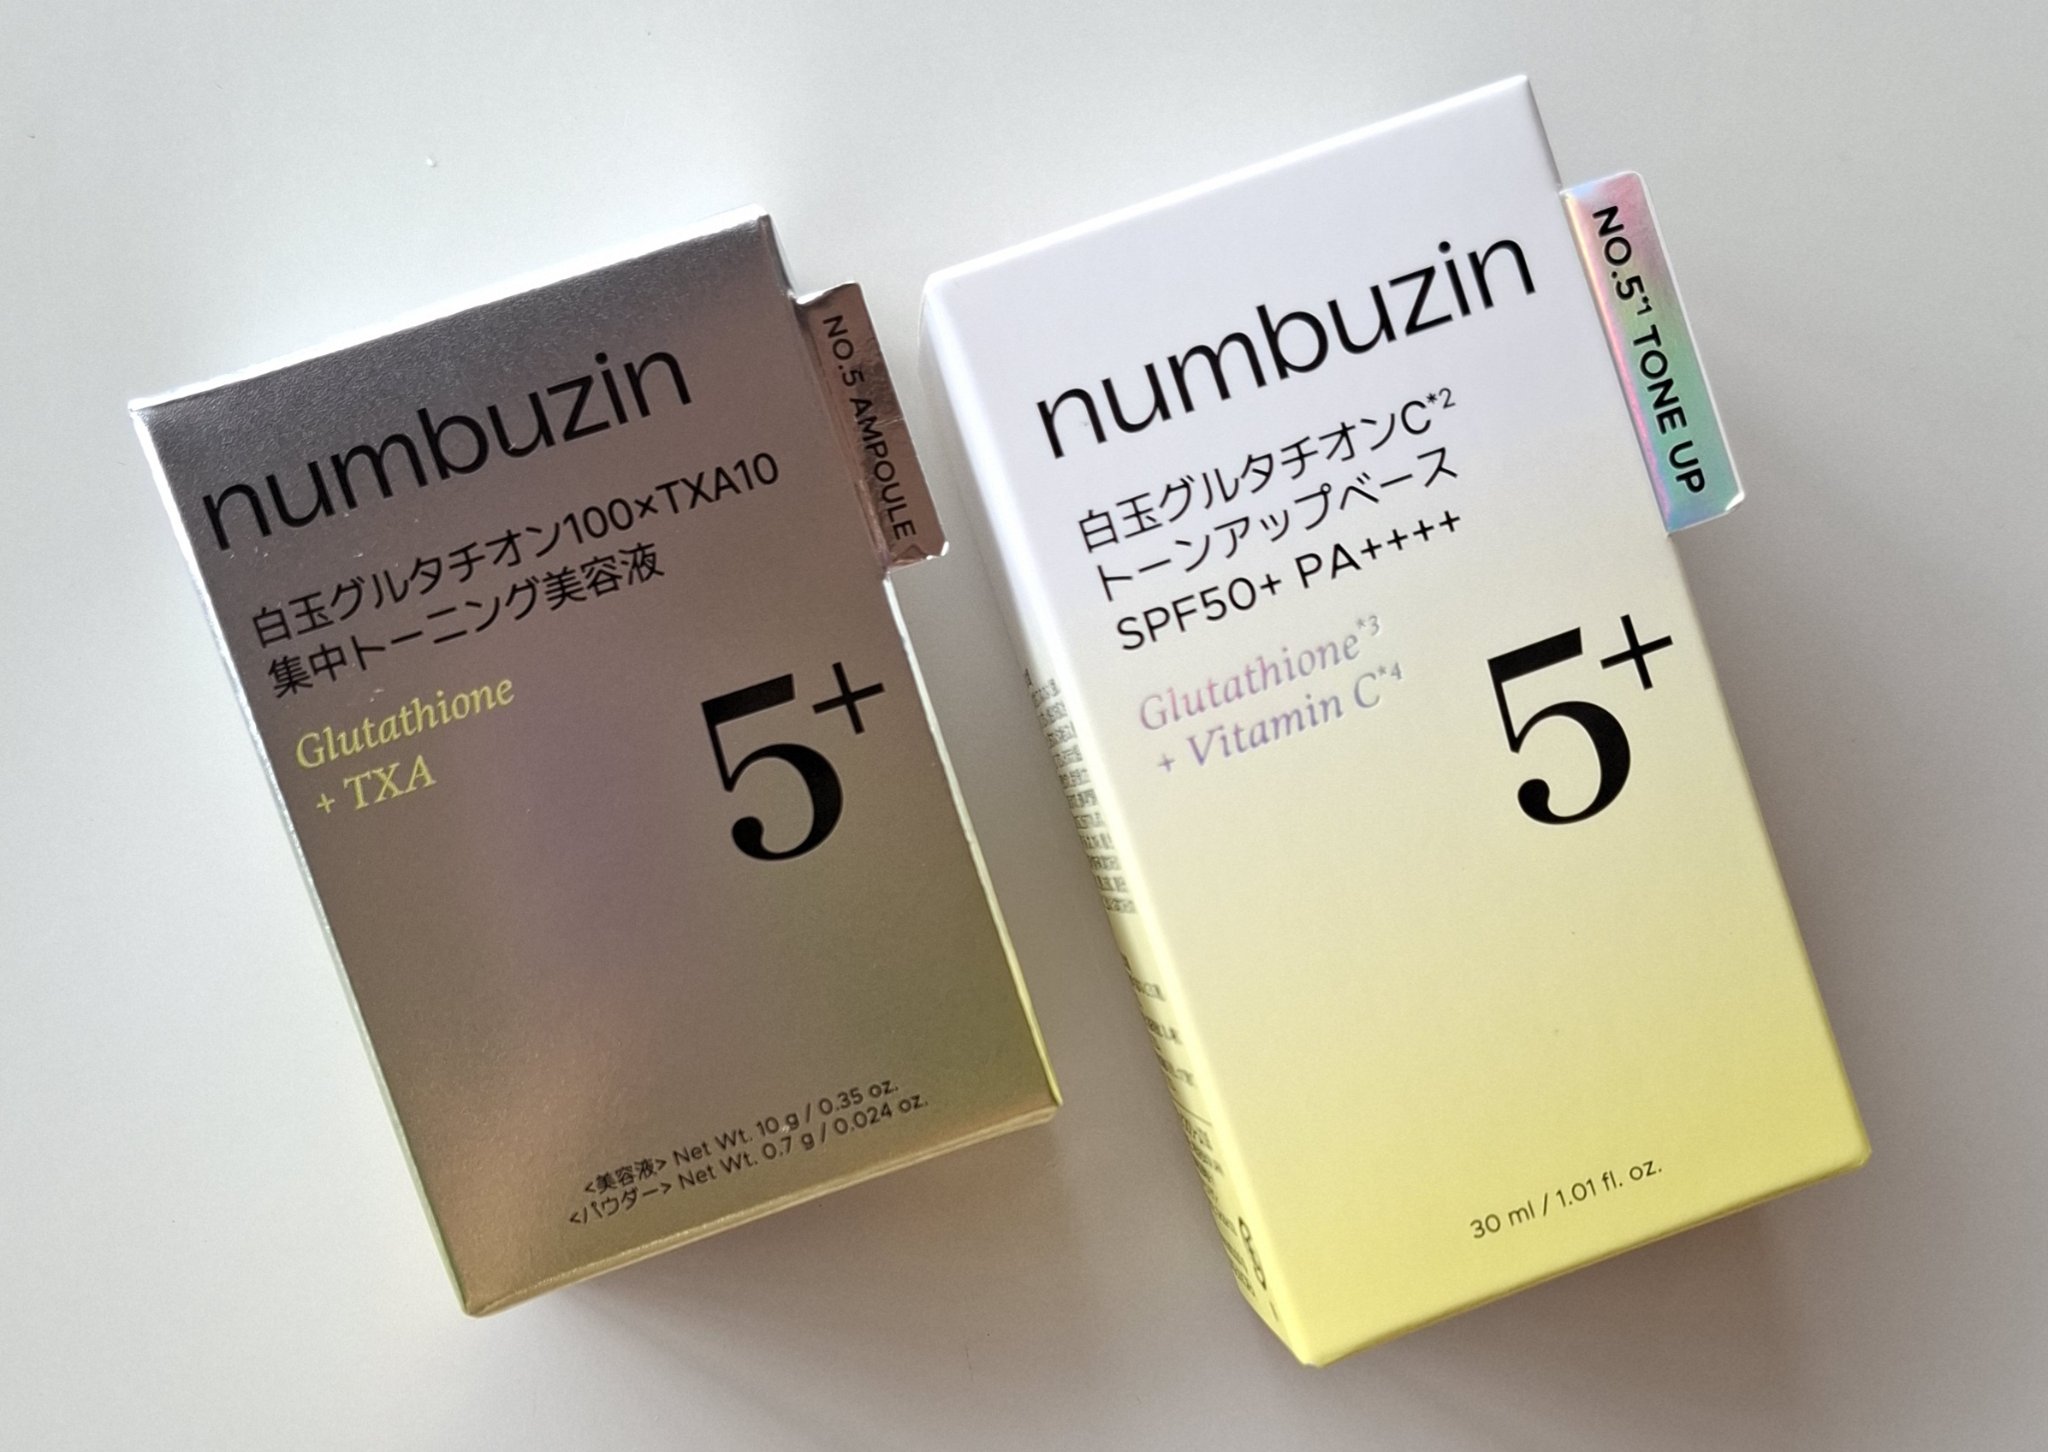 numbuzin
白玉グルタチオン100×TXA10
集中トーニング美容液
Glutathione
+ TXA
5+
NO.5 AMPOULE
<美容液> Net Wt. 10 g / 0.35 oz.
<パウダー> Net Wt. 0.7 g / 0.024 oz.
numbuzin
白玉グルタチオンC*2
トーンアップベース
SPF50+ PA++++
Glutathione*3
+ Vitamin C*4
5+
NO.5*1 TONE UP
30 ml / 1.01 fl. oz.